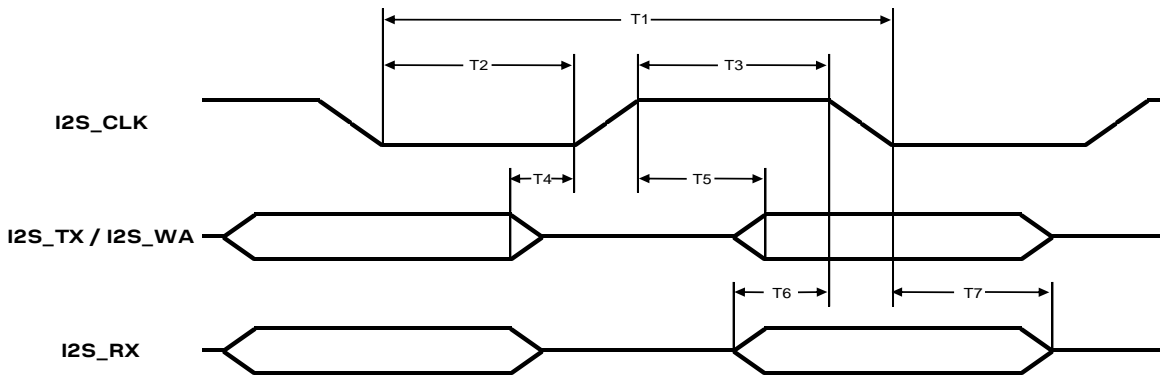 T1
T2
T3
I2S_CLK
T4
T5
I2S_TX / I2S_WA
T6
T7
I2S_RX